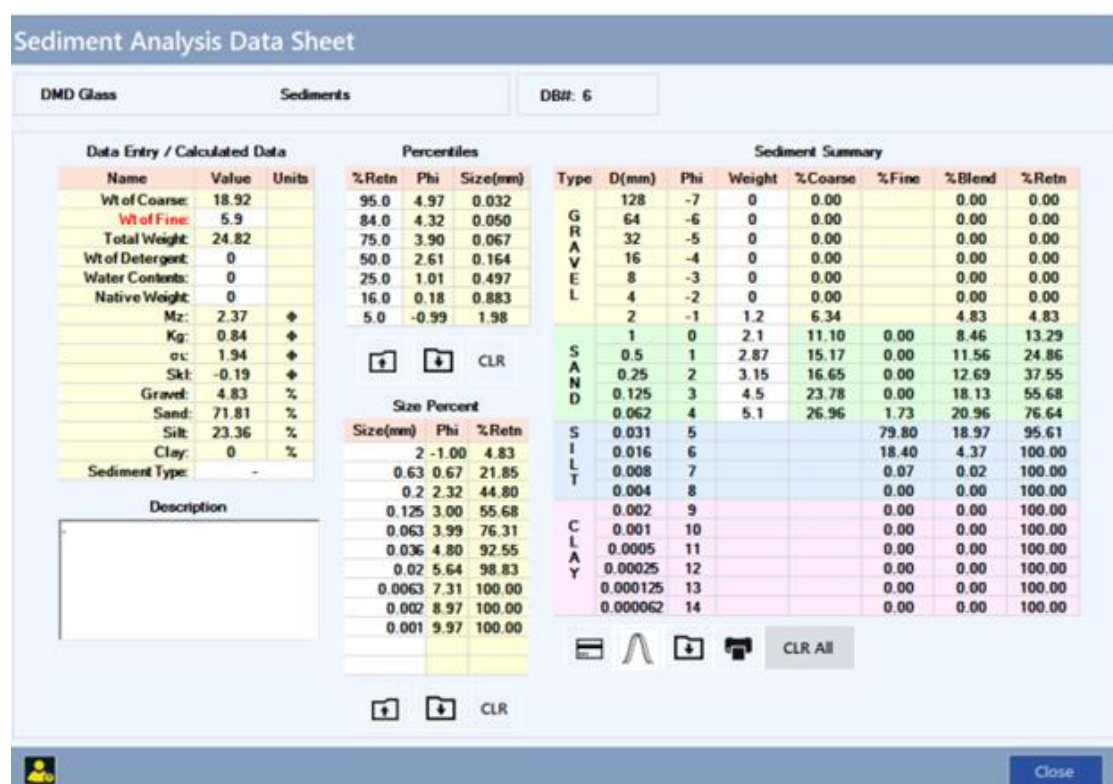 Sediment Analysis Data Sheet
DMD Glass Sediments DB#: 6
Data Entry / Calculated Data
Name Value Units
Wt of Coarse: 18.92
Wt of Fine: 5.9
Total Weight: 24.82
Wt of Detergent: 0
Water Contents: 0
Native Weight: 0
Mz: 2.37
Kg: 0.84
σι: 1.94
SkI: -0.19
Gravel: 4.83 %
Sand: 71.81 %
Silt: 23.36 %
Clay: 0 %
Sediment Type: -
Description
-
Percentiles
%Retn Phi Size(mm)
95.0 4.97 0.032
84.0 4.32 0.050
75.0 3.90 0.067
50.0 2.61 0.164
25.0 1.01 0.497
16.0 0.18 0.883
5.0 -0.99 1.98
CLR
Size Percent
Size(mm) Phi %Retn
2 -1.00 4.83
0.63 0.67 21.85
0.2 2.32 44.80
0.125 3.00 55.68
0.063 3.99 76.31
0.036 4.80 92.55
0.02 5.64 98.83
0.0063 7.31 100.00
0.002 8.97 100.00
0.001 9.97 100.00
CLR
Sediment Summary
Type D(mm) Phi Weight %Coarse %Fine %Blend %Retn
GRAVEL
128 -7 0 0.00 0.00 0.00
64 -6 0 0.00 0.00 0.00
32 -5 0 0.00 0.00 0.00
16 -4 0 0.00 0.00 0.00
8 -3 0 0.00 0.00 0.00
4 -2 0 0.00 0.00 0.00
2 -1 1.2 6.34 4.83 4.83
SAND
1 0 2.1 11.10 0.00 8.46 13.29
0.5 1 2.87 15.17 0.00 11.56 24.86
0.25 2 3.15 16.65 0.00 12.69 37.55
0.125 3 4.5 23.78 0.00 18.13 55.68
0.062 4 5.1 26.96 1.73 20.96 76.64
SILT
0.031 5 79.80 18.97 95.61
0.016 6 18.40 4.37 100.00
0.008 7 0.07 0.02 100.00
0.004 8 0.00 0.00 100.00
CLAY
0.002 9 0.00 0.00 100.00
0.001 10 0.00 0.00 100.00
0.0005 11 0.00 0.00 100.00
0.00025 12 0.00 0.00 100.00
0.000125 13 0.00 0.00 100.00
0.000062 14 0.00 0.00 100.00
CLR All
Close